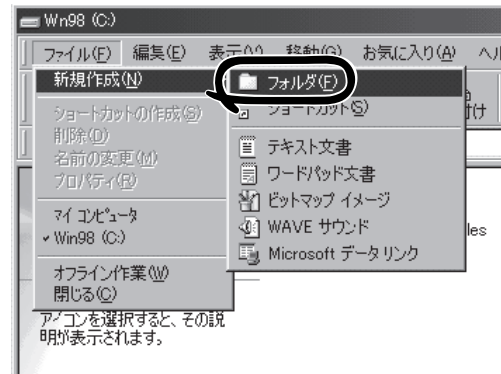 Win98 (C:)
ファイル(F) 編集(E) 表示(V) 移動(G) お気に入り(A)
新規作成(N)
フォルダ(F)
ショートカットの作成(S)
ショートカット(S)
削除(D)
名前の変更(M)
プロパティ(R)
テキスト文書
ワードパッド文書
ビットマップ イメージ
WAVE サウンド
Microsoft データ リンク
マイ コンピュータ
Win98 (C:)
オフライン作業(W)
閉じる(C)
アイコンを選択すると、その説
明が表示されます。